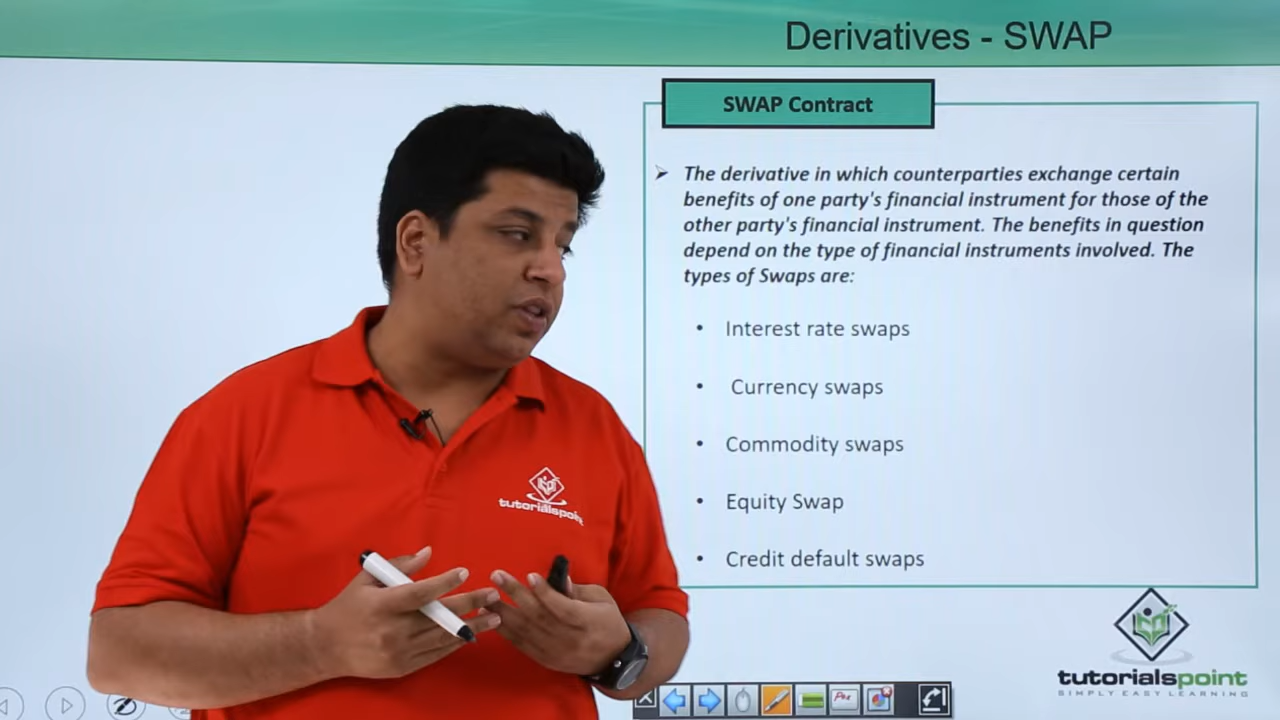 Derivatives - SWAP
SWAP Contract
The derivative in which counterparties exchange certain
benefits of one party's financial instrument for those of the
other party's financial instrument. The benefits in question
depend on the type of financial instruments involved. The
types of Swaps are:
• Interest rate swaps
• Currency swaps
• Commodity swaps
• Equity Swap
• Credit default swaps
tutorialspoint
tutorialspoint
SIMPLY EASY LEARNING
Pen